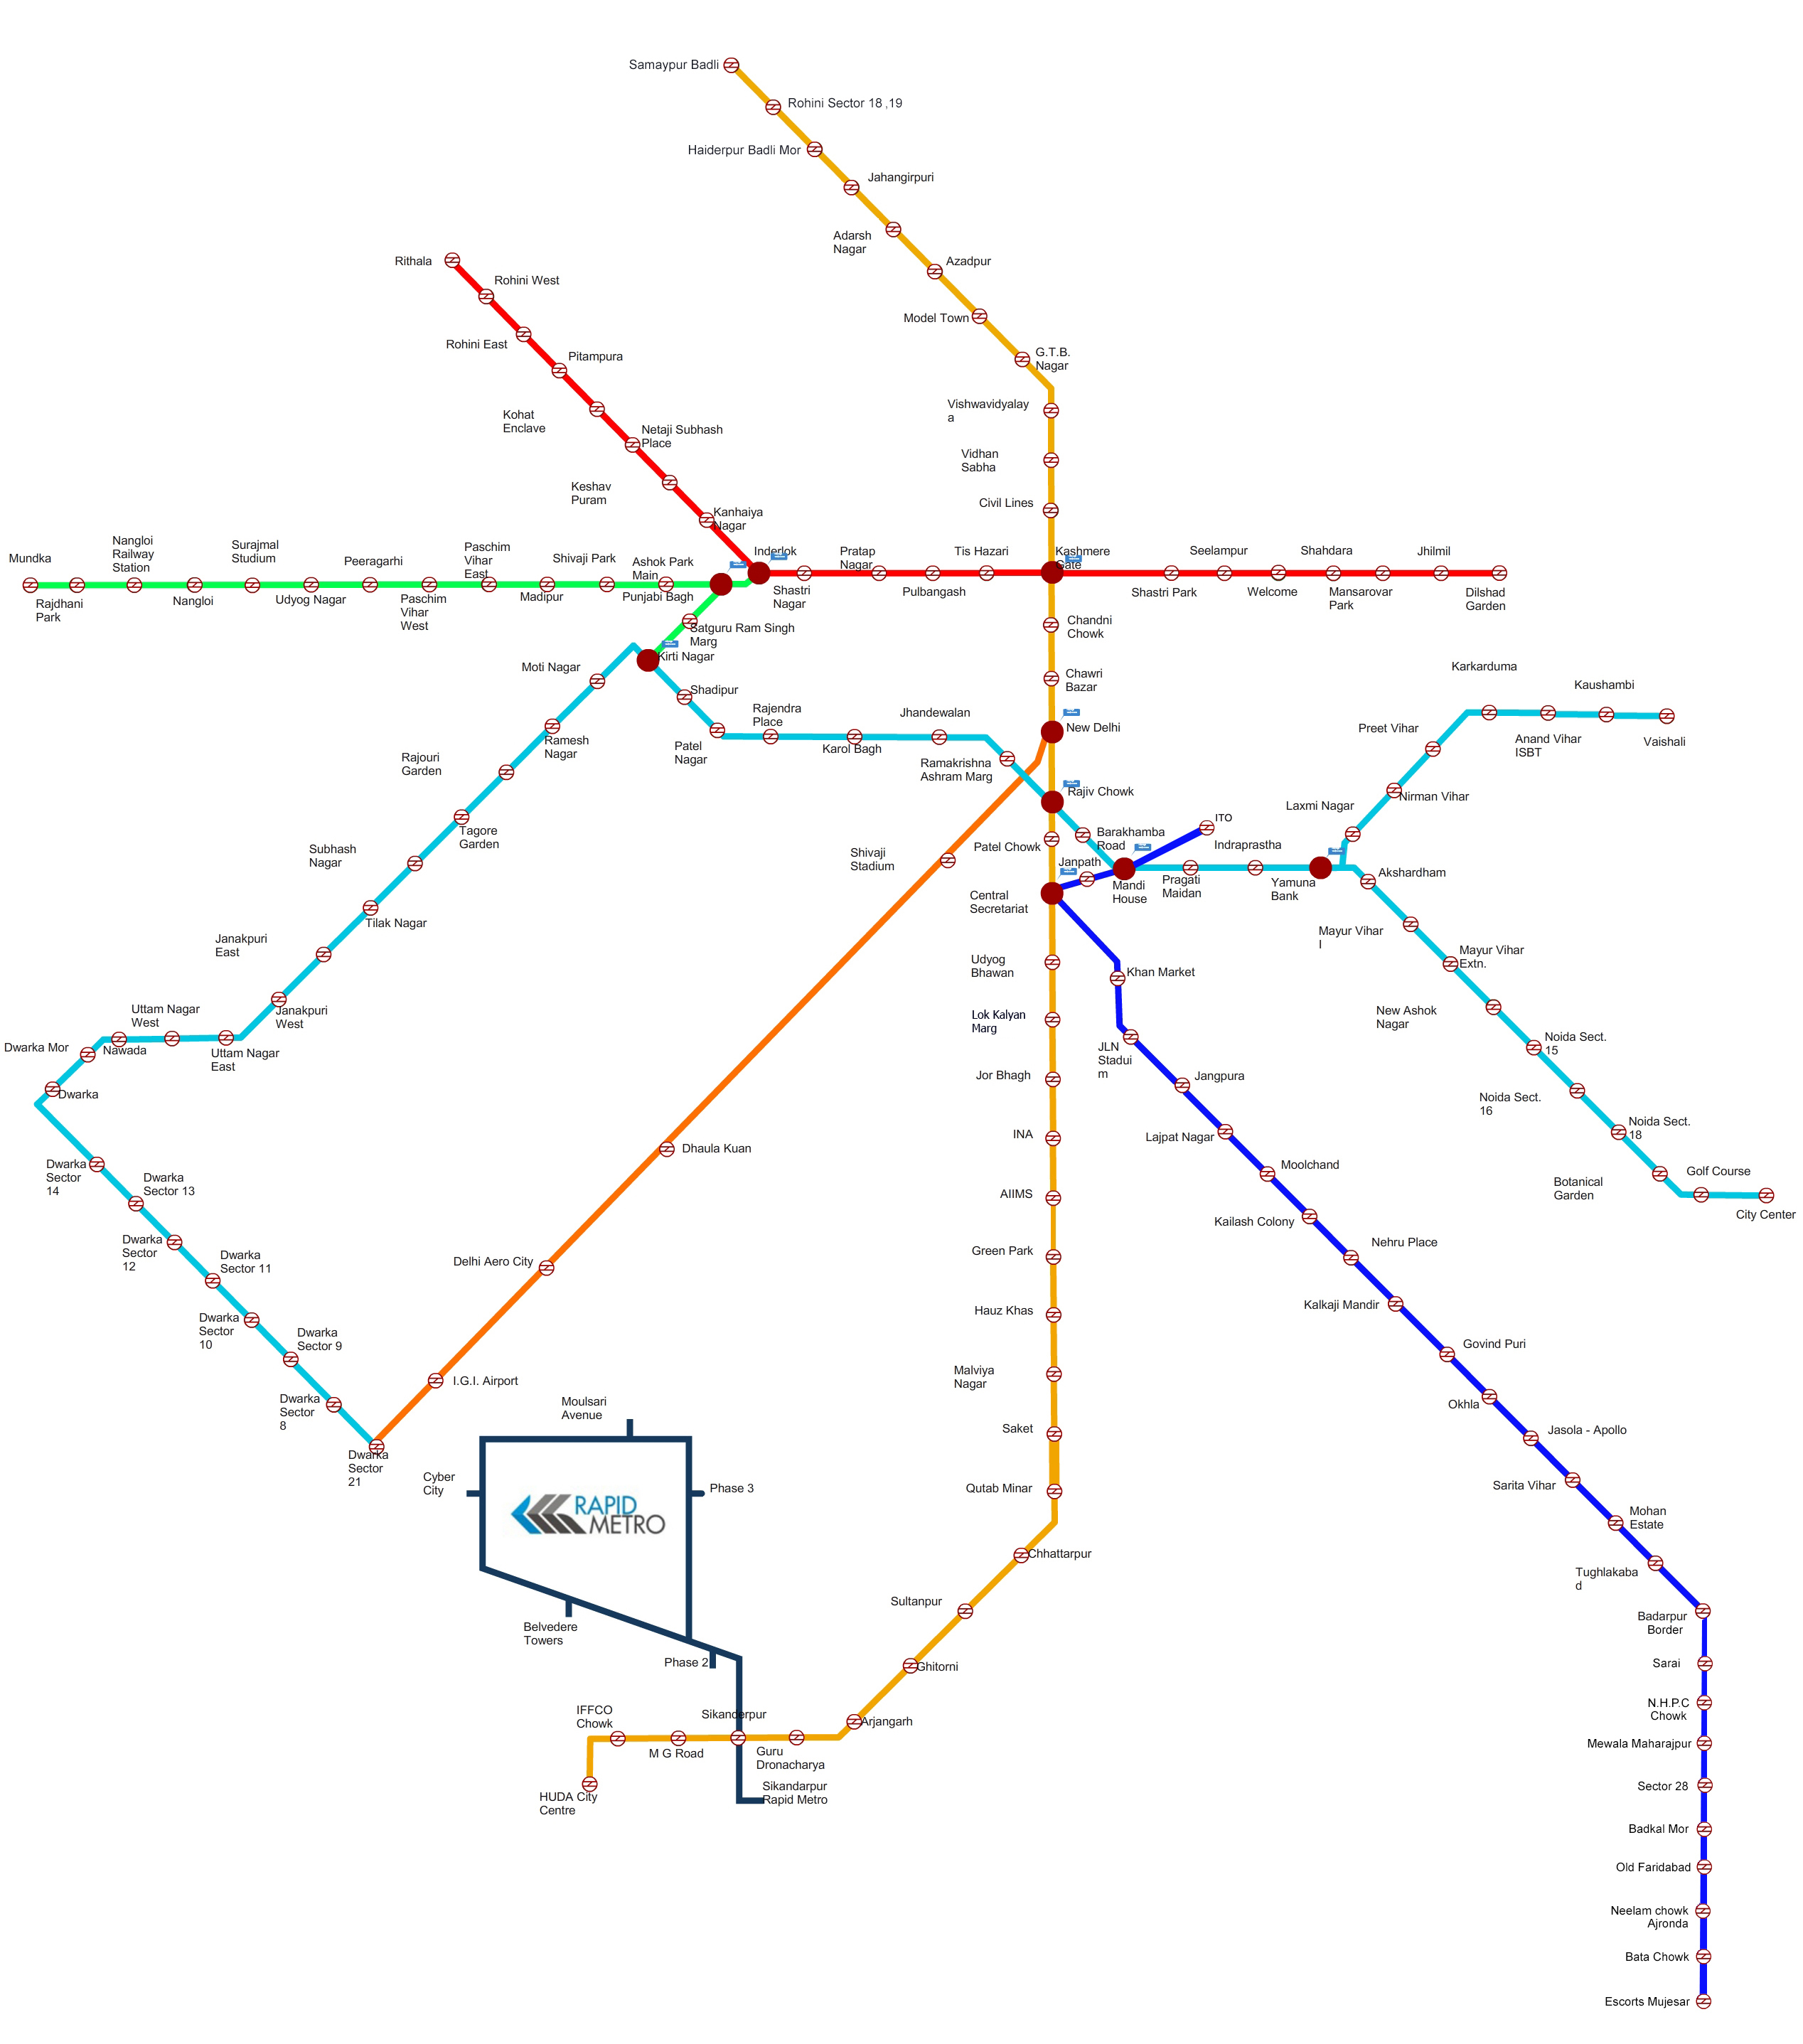 Samaypur Badli
Rohini Sector 18 ,19
Haiderpur Badli Mor
Jahangirpuri
Adarsh
Nagar
Azadpur
Model Town
G.T.B.
Nagar
Vishwavidyalay
a
Vidhan
Sabha
Civil Lines
Rithala
Rohini West
Rohini East
Pitampura
Kohat
Enclave
Netaji Subhash
Place
Keshav
Puram
Kanhaiya
Nagar
Inderlok
Shastri
Nagar
Pratap
Nagar
Pulbangash
Tis Hazari
Kashmere
Gate
Shastri Park
Seelampur
Welcome
Shahdara
Mansarovar
Park
Jhilmil
Dilshad
Garden
Mundka
Rajdhani
Park
Nangloi
Railway
Station
Nangloi
Surajmal
Studium
Udyog Nagar
Peeragarhi
Paschim
Vihar
West
Paschim
Vihar
East
Madipur
Shivaji Park
Punjabi Bagh
Ashok Park
Main
Satguru Ram Singh
Marg
Kirti Nagar
Chandni
Chowk
Chawri
Bazar
New Delhi
Rajiv Chowk
Patel Chowk
Central
Secretariat
Moti Nagar
Shadipur
Patel
Nagar
Rajendra
Place
Karol Bagh
Jhandewalan
Ramakrishna
Ashram Marg
Barakhamba
Road
Janpath
Mandi
House
ITO
Pragati
Maidan
Indraprastha
Yamuna
Bank
Laxmi Nagar
Nirman Vihar
Preet Vihar
Karkarduma
Anand Vihar
ISBT
Kaushambi
Vaishali
Akshardham
Mayur Vihar
I
Mayur Vihar
Extn.
New Ashok
Nagar
Noida Sect.
15
Noida Sect.
16
Noida Sect.
18
Botanical
Garden
Golf Course
City Center
Ramesh
Nagar
Rajouri
Garden
Tagore
Garden
Subhash
Nagar
Tilak Nagar
Janakpuri
East
Janakpuri
West
Uttam Nagar
East
Uttam Nagar
West
Nawada
Dwarka Mor
Dwarka
Dwarka
Sector
14
Dwarka
Sector 13
Dwarka
Sector
12
Dwarka
Sector 11
Dwarka
Sector
10
Dwarka
Sector 9
Dwarka
Sector
8
Dwarka
Sector
21
Shivaji
Stadium
Dhaula Kuan
Delhi Aero City
I.G.I. Airport
Udyog
Bhawan
Lok Kalyan
Marg
Jor Bhagh
INA
AIIMS
Green Park
Hauz Khas
Malviya
Nagar
Saket
Qutab Minar
Chhattarpur
Sultanpur
Ghitorni
Arjangarh
Guru
Dronacharya
Sikanderpur
M G Road
IFFCO
Chowk
HUDA City
Centre
Khan Market
JLN
Stadui
m
Jangpura
Lajpat Nagar
Moolchand
Kailash Colony
Nehru Place
Kalkaji Mandir
Govind Puri
Okhla
Jasola - Apollo
Sarita Vihar
Mohan
Estate
Tughlakaba
d
Badarpur
Border
Sarai
N.H.P.C
Chowk
Mewala Maharajpur
Sector 28
Badkal Mor
Old Faridabad
Neelam chowk
Ajronda
Bata Chowk
Escorts Mujesar
Moulsari
Avenue
Cyber
City
Phase 3
RAPID
METRO
Belvedere
Towers
Phase 2
Sikandarpur
Rapid Metro